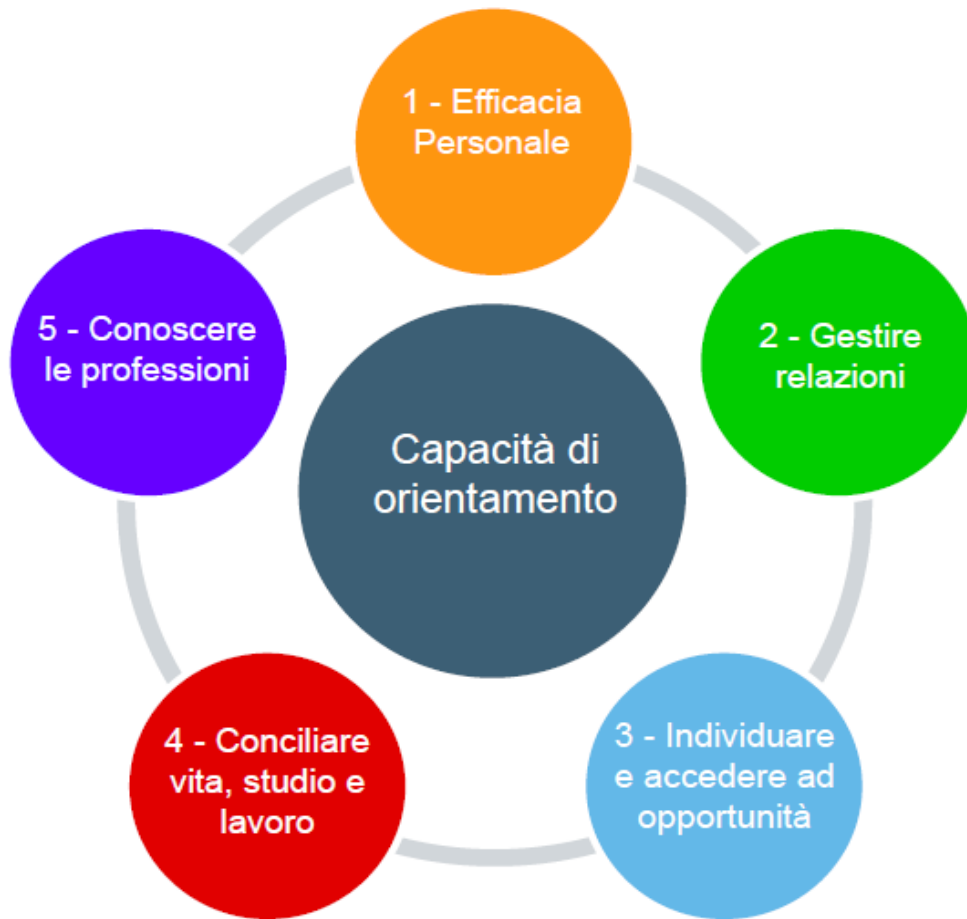 1 - Efficacia
Personale
2 - Gestire
relazioni
3 - Individuare
e accedere ad
opportunità
4 - Conciliare
vita, studio e
lavoro
5 - Conoscere
le professioni
Capacità di
orientamento